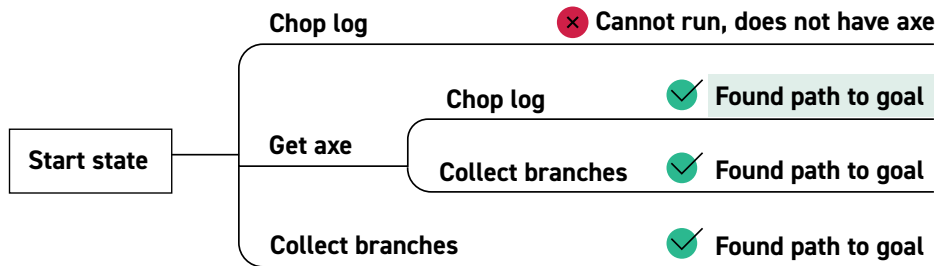 Chop log
Cannot run, does not have axe
Chop log
Found path to goal
Start state
Get axe
Collect branches
Found path to goal
Collect branches
Found path to goal